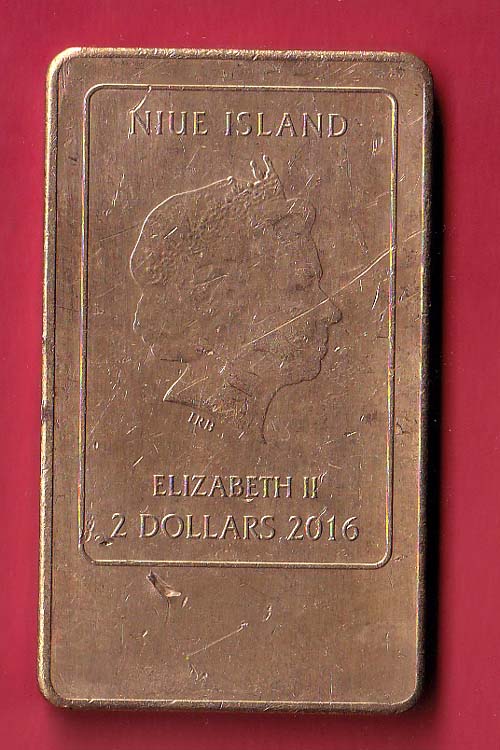 NIUE ISLAND
IRB
ELIZABETH II
2 DOLLARS 2016